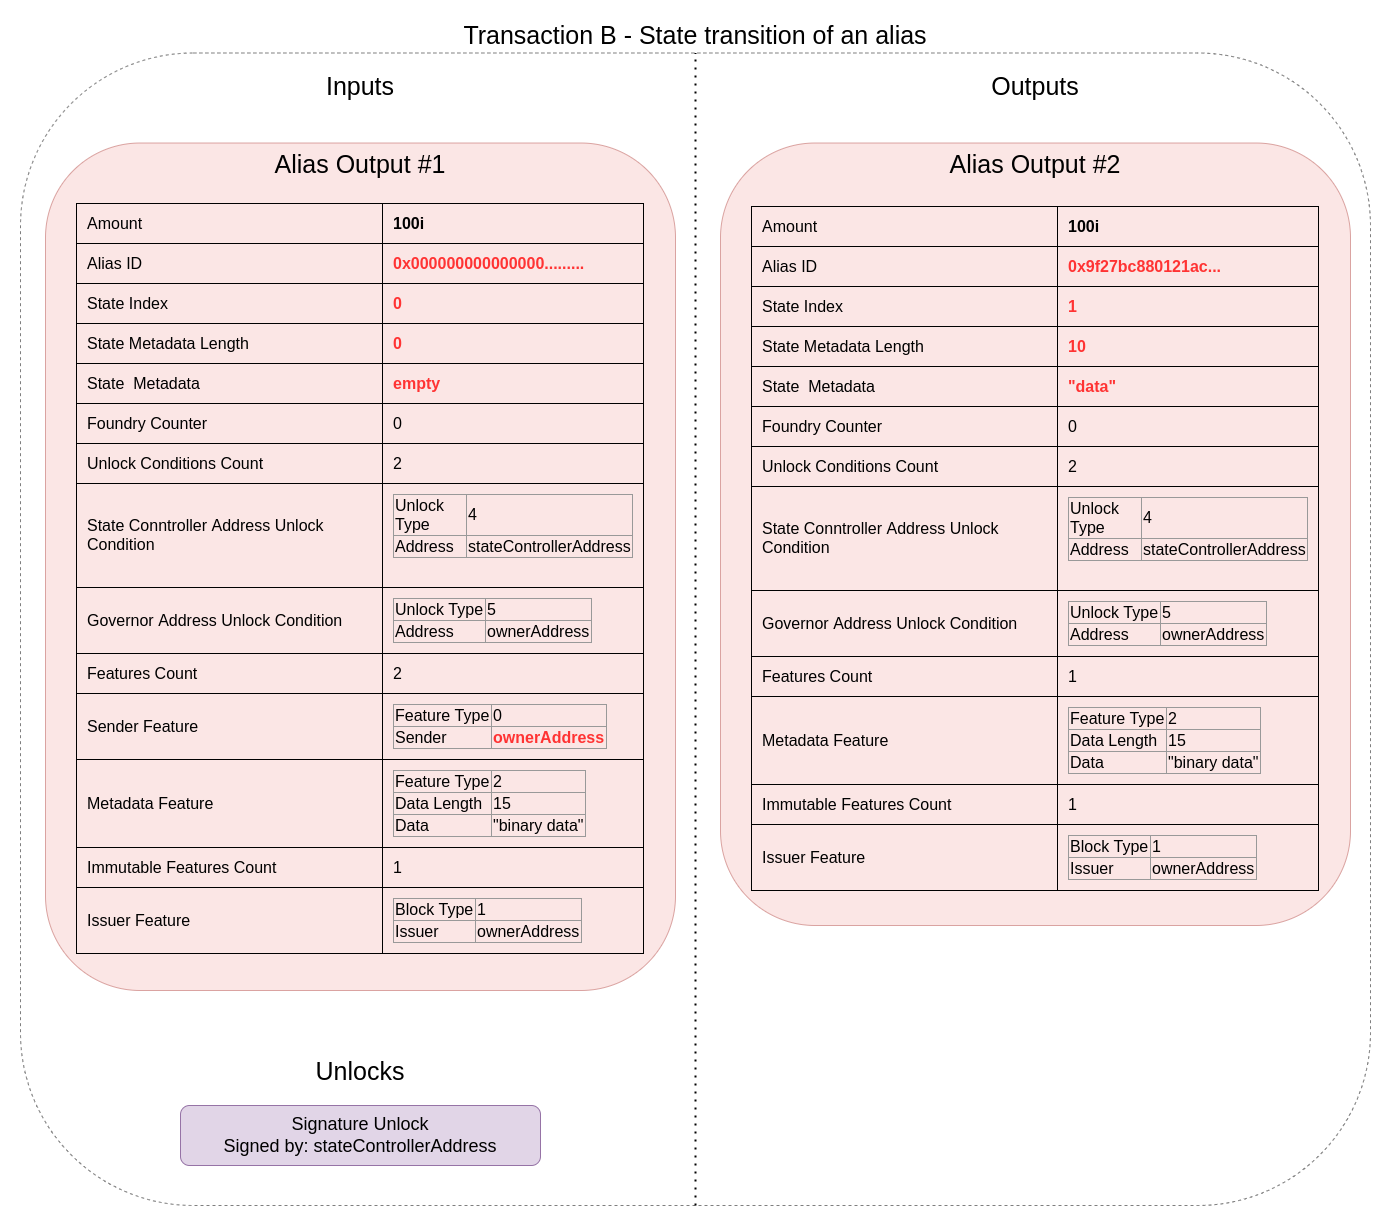 Transaction B - State transition of an alias
Inputs
Alias Output #1
Amount 100i
Alias ID 0x000000000000000.........
State Index 0
State Metadata Length 0
State  Metadata empty
Foundry Counter 0
Unlock Conditions Count 2
State Conntroller Address Unlock
Condition
Unlock
Type 4
Address stateControllerAddress
Governor Address Unlock Condition
Unlock Type 5
Address ownerAddress
Features Count 2
Sender Feature
Feature Type 0
Sender ownerAddress
Metadata Feature
Feature Type 2
Data Length 15
Data "binary data"
Immutable Features Count 1
Issuer Feature
Block Type 1
Issuer ownerAddress
Unlocks
Signature Unlock
Signed by: stateControllerAddress
Outputs
Alias Output #2
Amount 100i
Alias ID 0x9f27bc880121ac...
State Index 1
State Metadata Length 10
State  Metadata "data"
Foundry Counter 0
Unlock Conditions Count 2
State Conntroller Address Unlock
Condition
Unlock
Type 4
Address stateControllerAddress
Governor Address Unlock Condition
Unlock Type 5
Address ownerAddress
Features Count 1
Metadata Feature
Feature Type 2
Data Length 15
Data "binary data"
Immutable Features Count 1
Issuer Feature
Block Type 1
Issuer ownerAddress